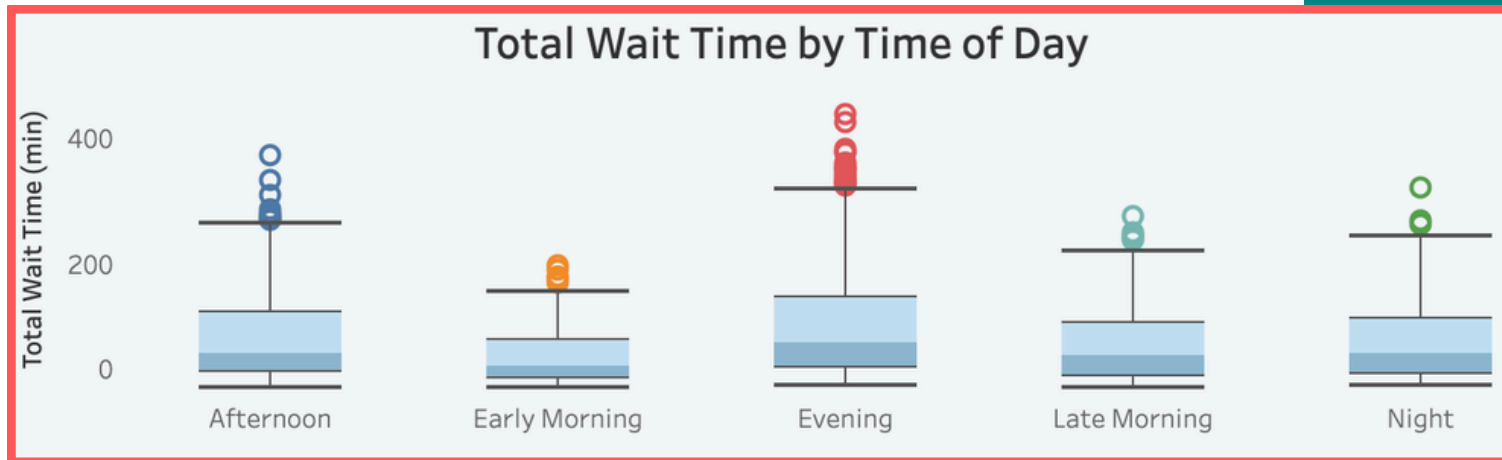 Total Wait Time by Time of Day
Total Wait Time (min)
400
200
0
Afternoon
Early Morning
Evening
Late Morning
Night